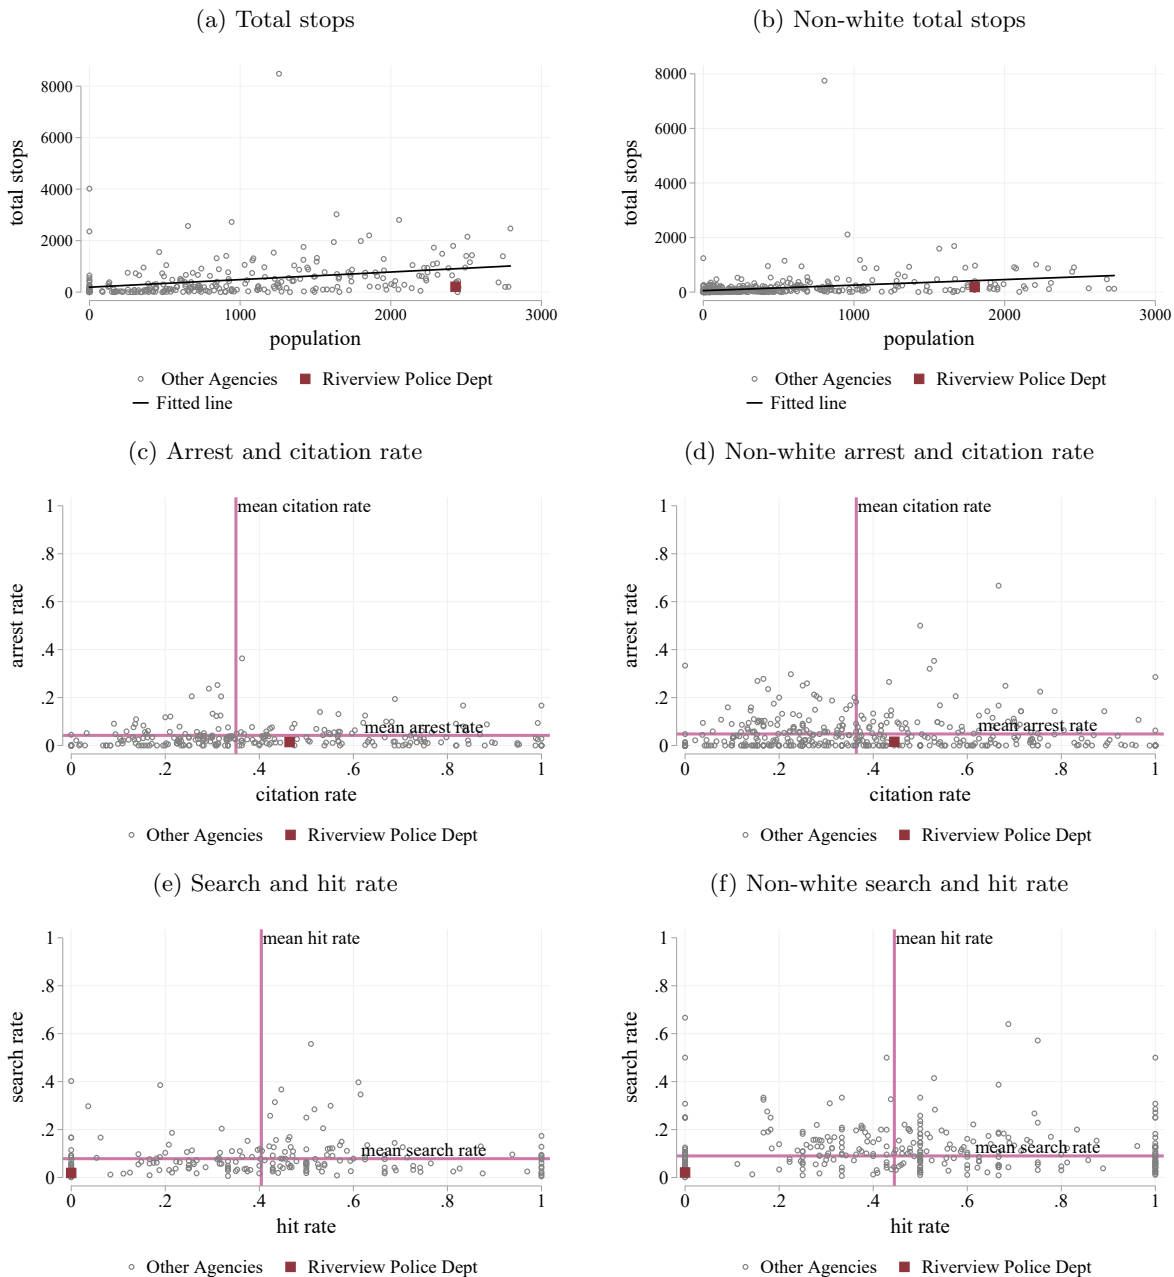 (a) Total stops
8000
6000
4000
2000
0
total stops
0 1000 2000 3000
population
Other Agencies Riverview Police Dept
Fitted line
(b) Non-white total stops
8000
6000
4000
2000
0
total stops
0 1000 2000 3000
population
Other Agencies Riverview Police Dept
Fitted line
(c) Arrest and citation rate
mean citation rate
1
.8
.6
.4
.2
0
arrest rate
mean arrest rate
0 .2 .4 .6 .8 1
citation rate
Other Agencies Riverview Police Dept
(d) Non-white arrest and citation rate
mean citation rate
1
.8
.6
.4
.2
0
arrest rate
mean arrest rate
0 .2 .4 .6 .8 1
citation rate
Other Agencies Riverview Police Dept
(e) Search and hit rate
mean hit rate
1
.8
.6
.4
.2
0
search rate
mean search rate
0 .2 .4 .6 .8 1
hit rate
Other Agencies Riverview Police Dept
(f) Non-white search and hit rate
mean hit rate
1
.8
.6
.4
.2
0
search rate
mean search rate
0 .2 .4 .6 .8 1
hit rate
Other Agencies Riverview Police Dept